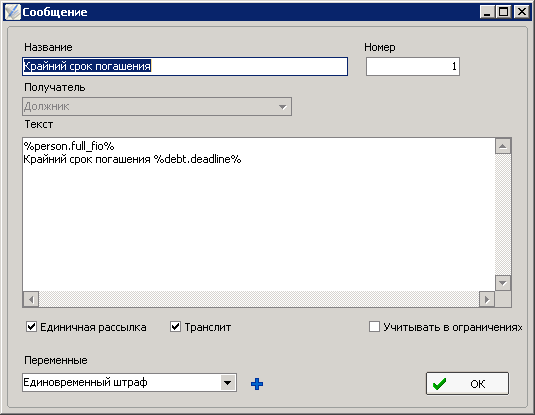 Сообщение
Название
Номер
Крайний срок погашения
1
Получатель
Должник
Текст
%person.full_fio%
Крайний срок погашения %debt.deadline%
Единичная рассылка
Транслит
Учитывать в ограничениях
Переменные
Единовременный штраф
OK